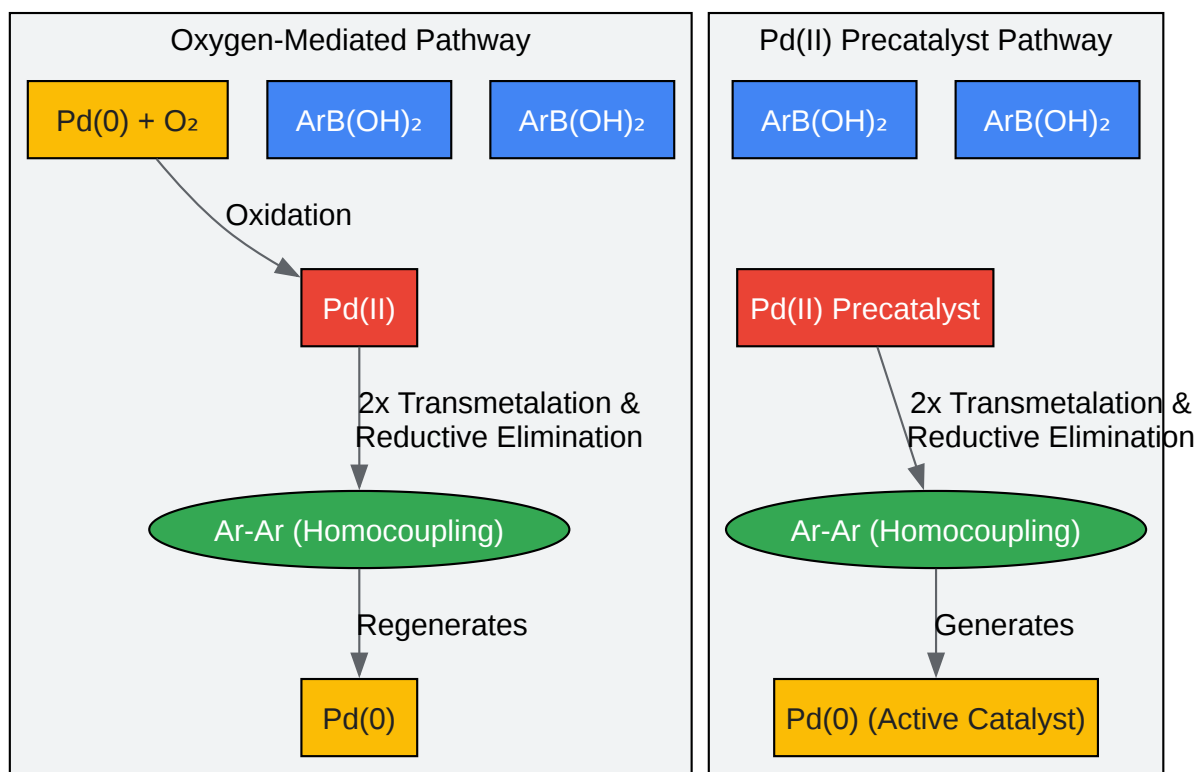 Oxygen-Mediated Pathway
Pd(0) + O₂
ArB(OH)₂
ArB(OH)₂
Oxidation
Pd(II)
2x Transmetalation &
Reductive Elimination
Ar-Ar (Homocoupling)
Regenerates
Pd(0)
Pd(II) Precatalyst Pathway
ArB(OH)₂
ArB(OH)₂
Pd(II) Precatalyst
2x Transmetalation &
Reductive Elimination
Ar-Ar (Homocoupling)
Generates
Pd(0) (Active Catalyst)